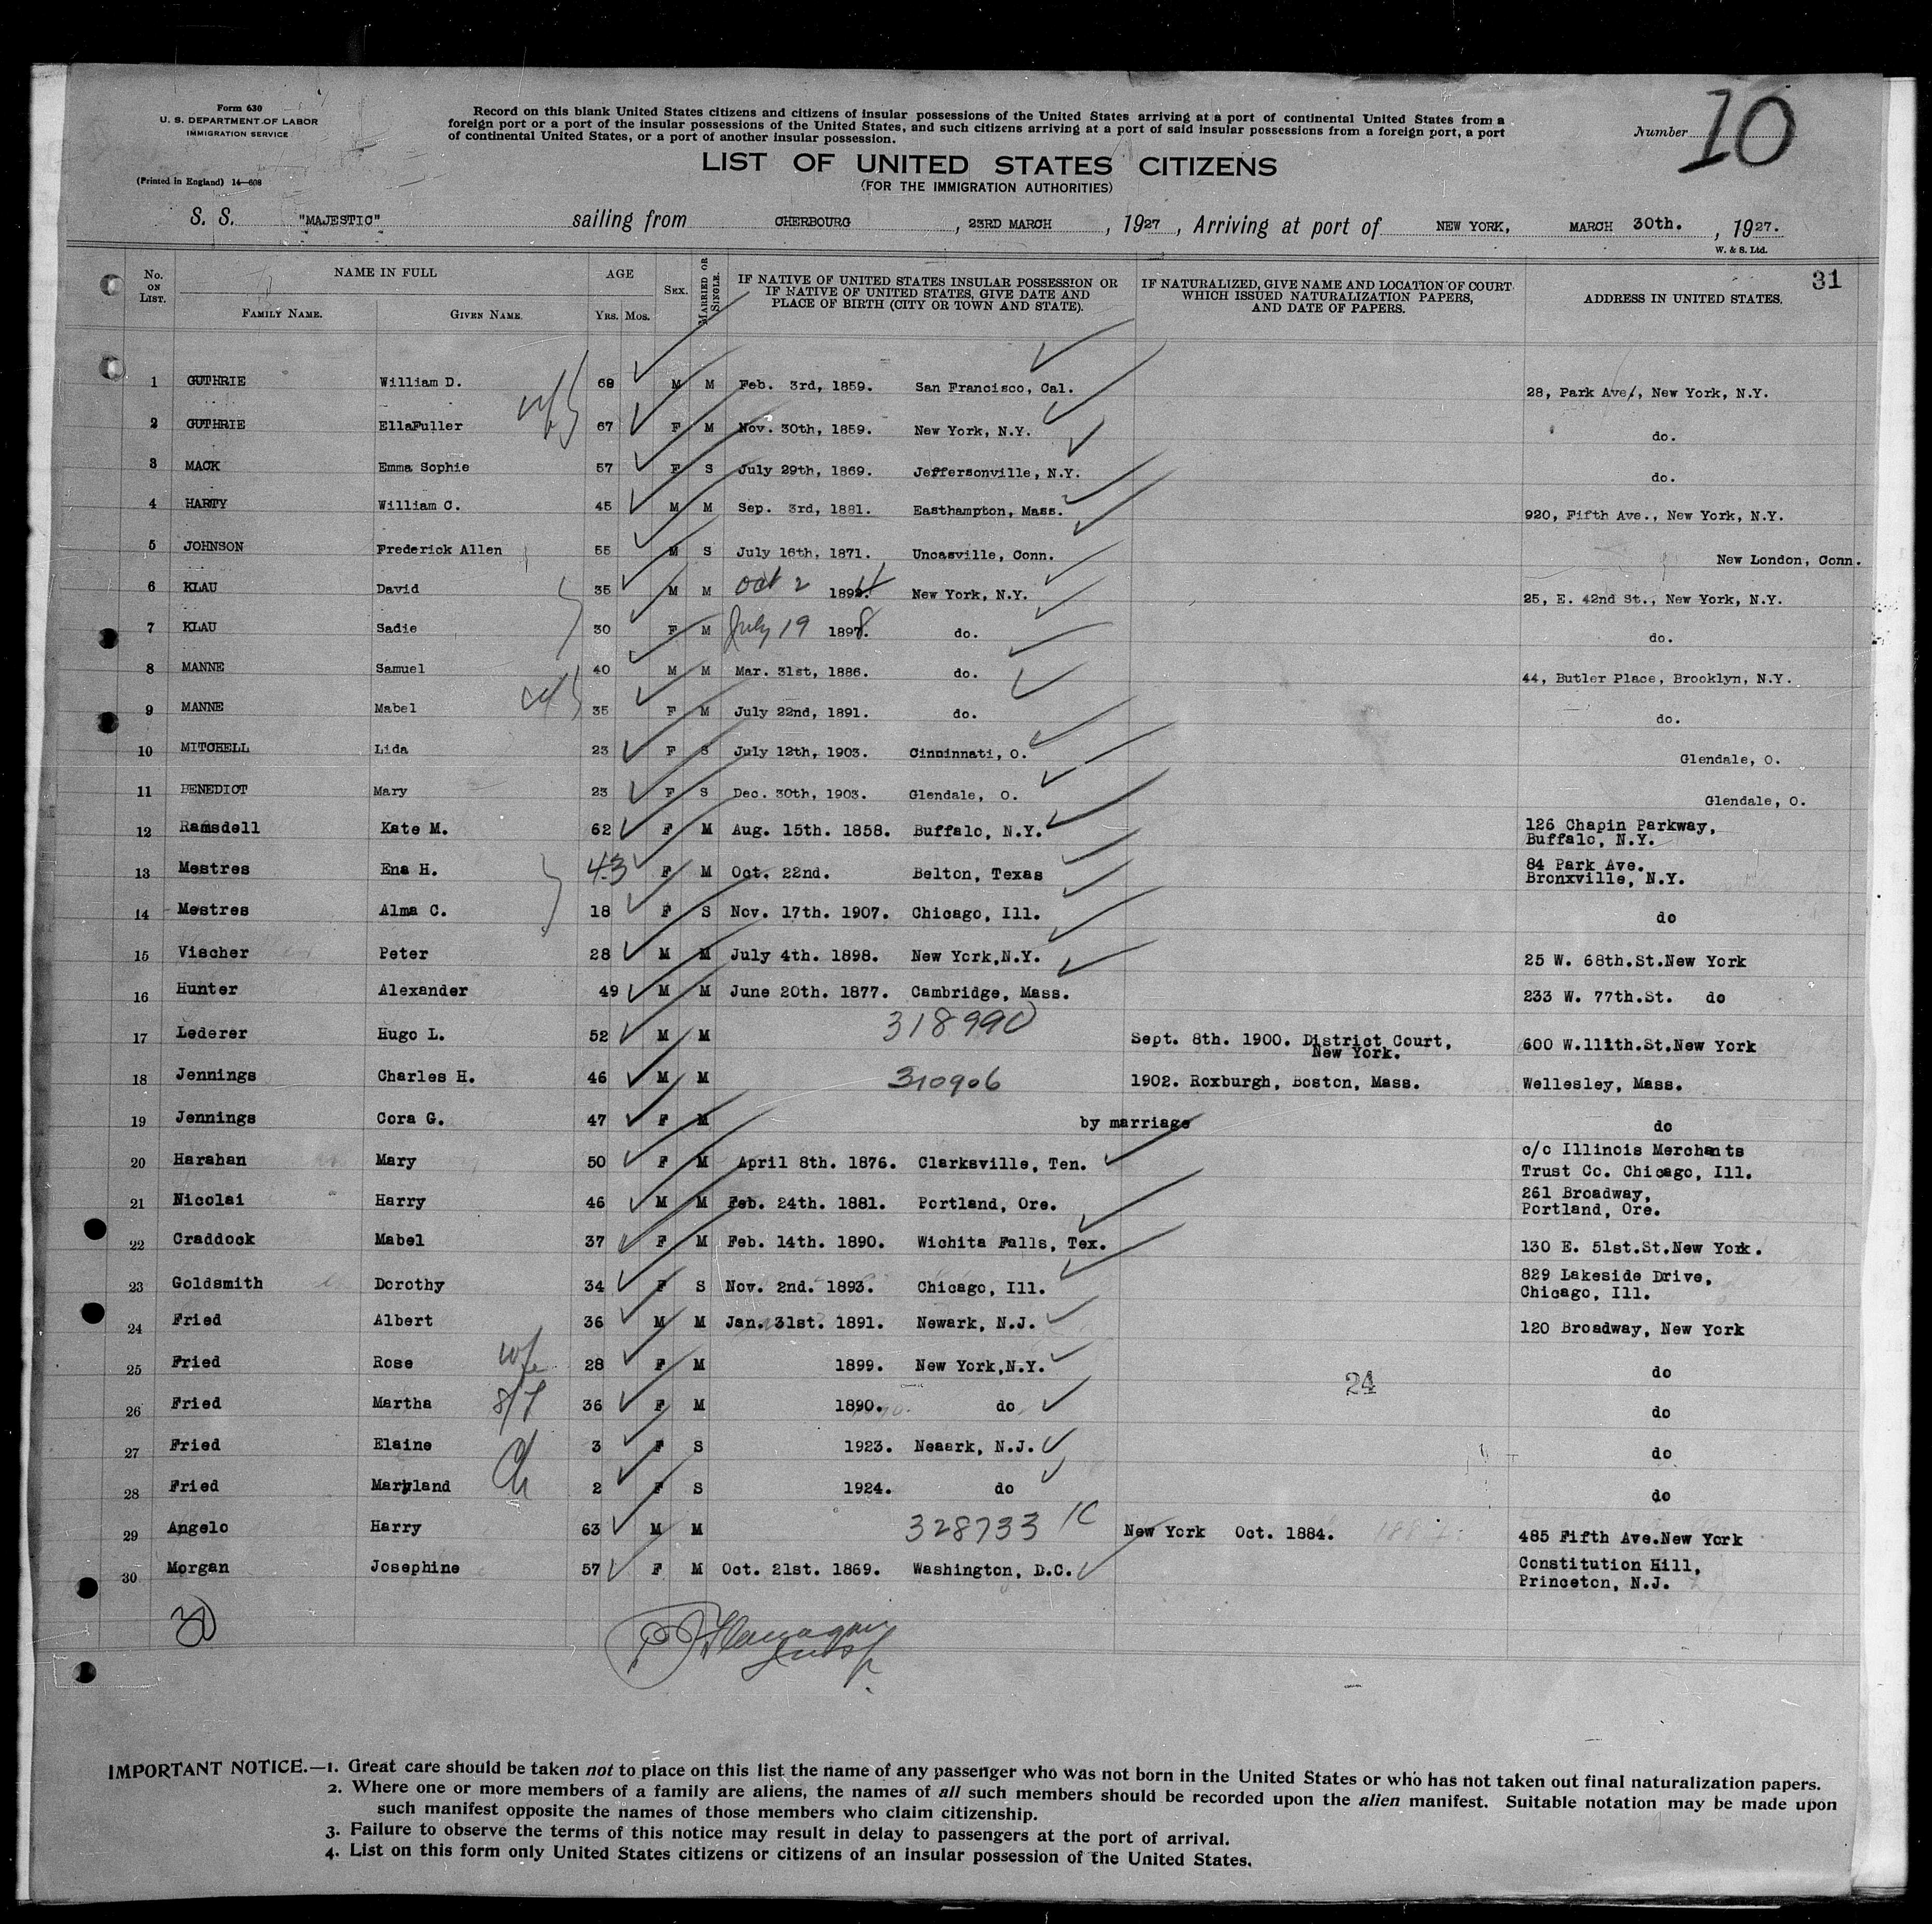 Form 630
U. S. DEPARTMENT OF LABOR
IMMIGRATION SERVICE
(Printed in England) 14—608
Record on this blank United States citizens and citizens of insular possessions of the United States arriving at a port of continental United States from a
foreign port or a port of the insular possessions of the United States, and such citizens arriving at a port of said insular possessions from a foreign port, a port
of continental United States, or a port of another insular possession.
Number 10
LIST OF UNITED STATES CITIZENS
(FOR THE IMMIGRATION AUTHORITIES)
S. S. "MAJESTIC" sailing from CHERBOURG, 23RD MARCH, 1927, Arriving at port of NEW YORK, MARCH 30th., 1927.
W. & S. Ltd.
31
No. ON LIST. NAME IN FULL FAMILY NAME. GIVEN NAME. AGE YRS. MOS. SEX. MARRIED OR SINGLE. IF NATIVE OF UNITED STATES INSULAR POSSESSION OR IF NATIVE OF UNITED STATES, GIVE DATE AND PLACE OF BIRTH (CITY OR TOWN AND STATE). IF NATURALIZED, GIVE NAME AND LOCATION OF COURT WHICH ISSUED NATURALIZATION PAPERS, AND DATE OF PAPERS. ADDRESS IN UNITED STATES.
1 GUTHRIE William D. 68 M M Feb. 3rd, 1859. San Francisco, Cal. 28, Park Ave., New York, N.Y.
2 GUTHRIE EllaFuller wf 67 F M Nov. 30th, 1859. New York, N.Y. do.
3 MACK Emma Sophie 57 F S July 29th, 1869. Jeffersonville, N.Y. do.
4 HARTY William C. 45 M M Sep. 3rd, 1881. Easthampton, Mass. 920, Fifth Ave., New York, N.Y.
5 JOHNSON Frederick Allen 55 M S July 16th, 1871. Uncasville, Conn. New London, Conn.
6 KLAU David 35 M M Oct 2 1891 New York, N.Y. 25, E. 42nd St., New York, N.Y.
7 KLAU Sadie 30 F M July 19 1898 do. do.
8 MANNE Samuel 40 M M Mar. 31st, 1886. do. 44, Butler Place, Brooklyn, N.Y.
9 MANNE Mabel wf 35 F M July 22nd, 1891. do. do.
10 MITCHELL Lida 23 F S July 12th, 1903. Cincinnati, O. Glendale, O.
11 BENEDICT Mary 23 F S Dec. 30th, 1903. Glendale, O. Glendale, O.
12 Ramsdell Kate M. 62 F M Aug. 15th. 1858. Buffalo, N.Y. 126 Chapin Parkway, Buffalo, N.Y.
13 Mestres Ena H. 43 F M Oct. 22nd. Belton, Texas 84 Park Ave. Bronxville, N.Y.
14 Mestres Alma C. 18 F S Nov. 17th. 1907. Chicago, Ill. do
15 Vischer Peter 28 M M July 4th. 1898. New York,N.Y. 25 W. 68th.St.New York
16 Hunter Alexander 49 M M June 20th. 1877. Cambridge, Mass. 233 W. 77th.St. do
17 Lederer Hugo L. 52 M M 318990 Sept. 8th. 1900. District Court, New York. 600 W.111th.St.New York
18 Jennings Charles H. 46 M M 310906 1902. Roxburgh, Boston, Mass. Wellesley, Mass.
19 Jennings Cora G. 47 F M by marriage do
20 Harahan Mary 50 F M April 8th. 1876. Clarksville, Ten. c/o Illinois Merchants Trust Co. Chicago, Ill.
21 Nicolai Harry 46 M M Feb. 24th. 1881. Portland, Ore. 261 Broadway, Portland, Ore.
22 Craddock Mabel 37 F M Feb. 14th. 1890. Wichita Falls, Tex. 130 E. 51st.St.New York.
23 Goldsmith Dorothy 34 F S Nov. 2nd. 1893. Chicago, Ill. 829 Lakeside Drive, Chicago, Ill.
24 Fried Albert 36 M M Jan. 31st. 1891. Newark, N.J. 120 Broadway, New York
25 Fried Rose wfe 28 F M 1899. New York,N.Y. do
24
26 Fried Martha 36 F M 1890. do do
27 Fried Elaine 3 F S 1923. Neaark, N.J. do
28 Fried Maryland Ch 2 F S 1924. do do
29 Angelo Harry 63 M M 328733 1C New York Oct. 1884. 485 Fifth Ave.New York
30 Morgan Josephine 57 F M Oct. 21st. 1869. Washington, D.C. Constitution Hill, Princeton, N.J.
30
Flanagan
Insp.
IMPORTANT NOTICE.—1. Great care should be taken not to place on this list the name of any passenger who was not born in the United States or who has not taken out final naturalization papers.
2. Where one or more members of a family are aliens, the names of all such members should be recorded upon the alien manifest. Suitable notation may be made upon
such manifest opposite the names of those members who claim citizenship.
3. Failure to observe the terms of this notice may result in delay to passengers at the port of arrival.
4. List on this form only United States citizens or citizens of an insular possession of the United States.